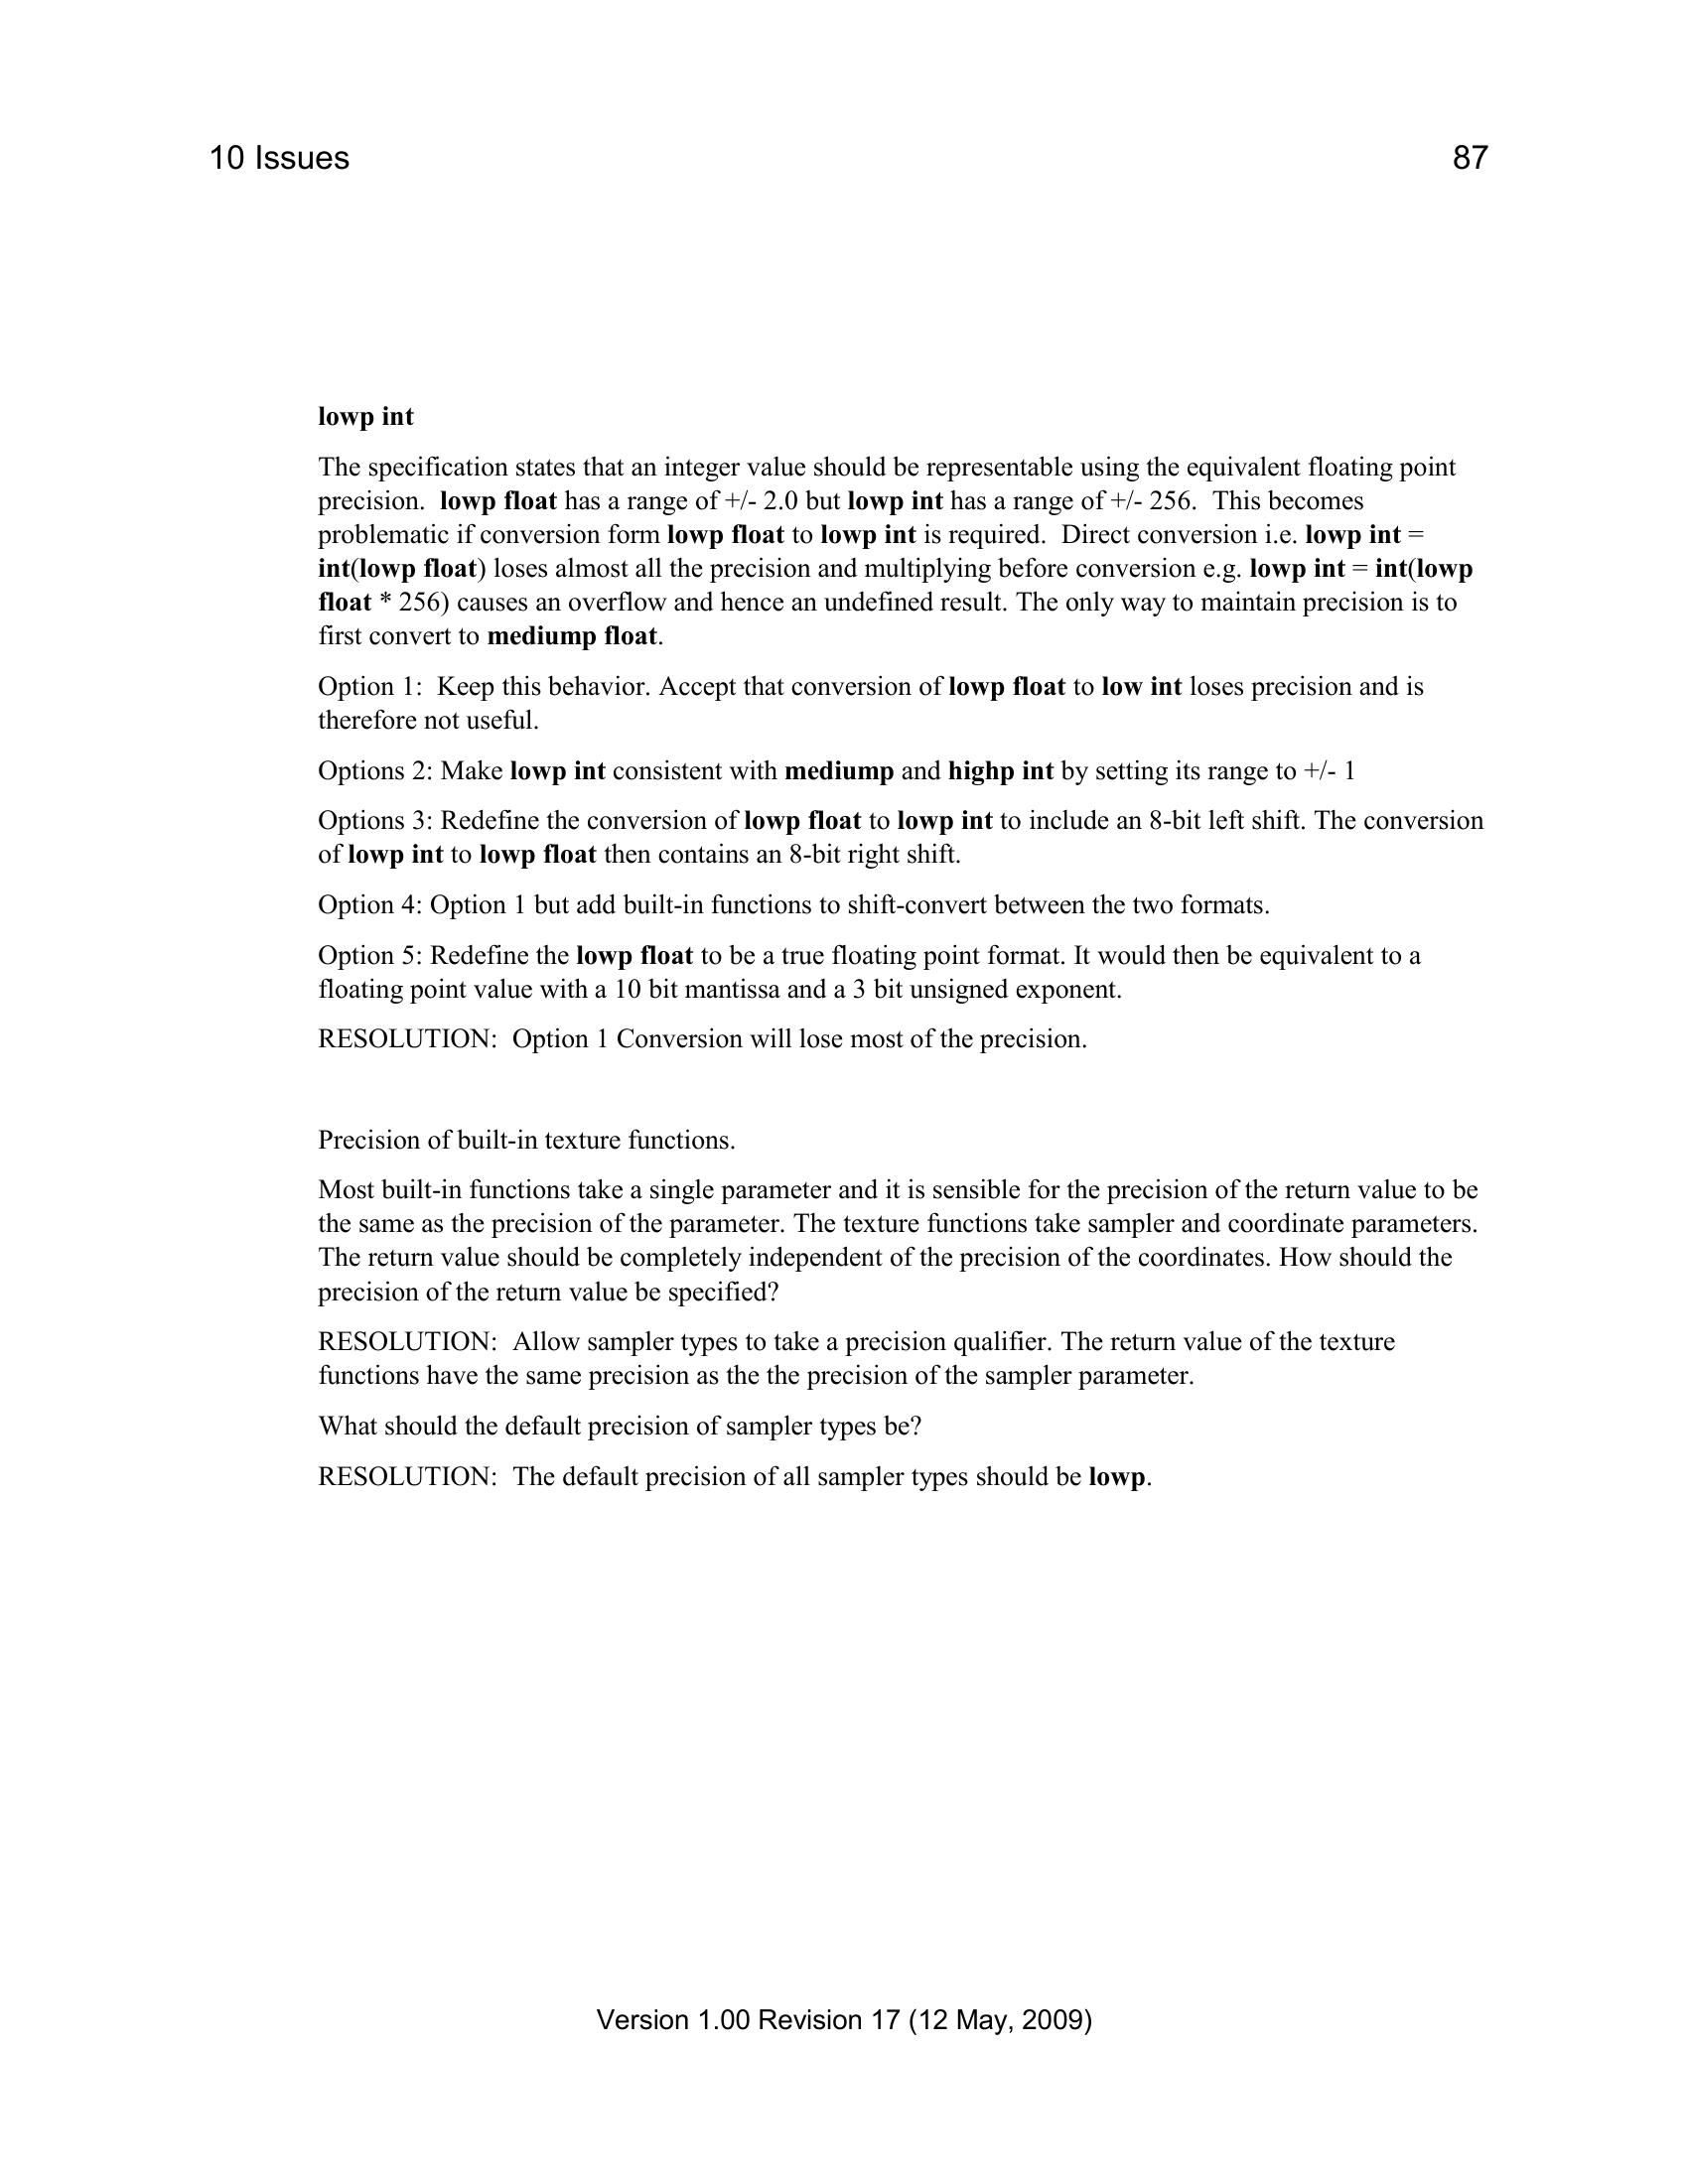 10 Issues 87
lowp int
The specification states that an integer value should be representable using the equivalent floating point
precision.  lowp float has a range of +/- 2.0 but lowp int has a range of +/- 256.  This becomes
problematic if conversion form lowp float to lowp int is required.  Direct conversion i.e. lowp int =
int(lowp float) loses almost all the precision and multiplying before conversion e.g. lowp int = int(lowp
float * 256) causes an overflow and hence an undefined result. The only way to maintain precision is to
first convert to mediump float.
Option 1:  Keep this behavior. Accept that conversion of lowp float to low int loses precision and is
therefore not useful.
Options 2: Make lowp int consistent with mediump and highp int by setting its range to +/- 1
Options 3: Redefine the conversion of lowp float to lowp int to include an 8-bit left shift. The conversion
of lowp int to lowp float then contains an 8-bit right shift.
Option 4: Option 1 but add built-in functions to shift-convert between the two formats.
Option 5: Redefine the lowp float to be a true floating point format. It would then be equivalent to a
floating point value with a 10 bit mantissa and a 3 bit unsigned exponent.
RESOLUTION:  Option 1 Conversion will lose most of the precision.
Precision of built-in texture functions.
Most built-in functions take a single parameter and it is sensible for the precision of the return value to be
the same as the precision of the parameter. The texture functions take sampler and coordinate parameters.
The return value should be completely independent of the precision of the coordinates. How should the
precision of the return value be specified?
RESOLUTION:  Allow sampler types to take a precision qualifier. The return value of the texture
functions have the same precision as the the precision of the sampler parameter.
What should the default precision of sampler types be?
RESOLUTION:  The default precision of all sampler types should be lowp.
Version 1.00 Revision 17 (12 May, 2009)